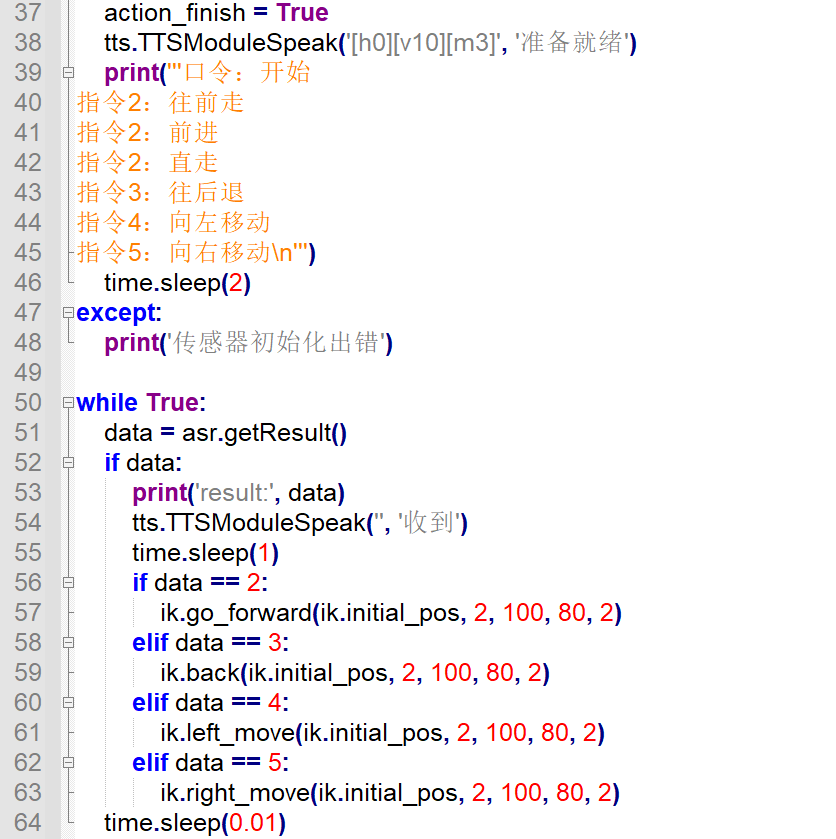 37 action_finish = True
38 tts.TTSModuleSpeak('[h0][v10][m3]', '准备就绪')
39 print('''口令：开始
40 指令2：往前走
41 指令2：前进
42 指令2：直走
43 指令3：往后退
44 指令4：向左移动
45 指令5：向右移动\n''')
46 time.sleep(2)
47 except:
48 print('传感器初始化出错')
49
50 while True:
51 data = asr.getResult()
52 if data:
53 print('result:', data)
54 tts.TTSModuleSpeak('', '收到')
55 time.sleep(1)
56 if data == 2:
57 ik.go_forward(ik.initial_pos, 2, 100, 80, 2)
58 elif data == 3:
59 ik.back(ik.initial_pos, 2, 100, 80, 2)
60 elif data == 4:
61 ik.left_move(ik.initial_pos, 2, 100, 80, 2)
62 elif data == 5:
63 ik.right_move(ik.initial_pos, 2, 100, 80, 2)
64 time.sleep(0.01)